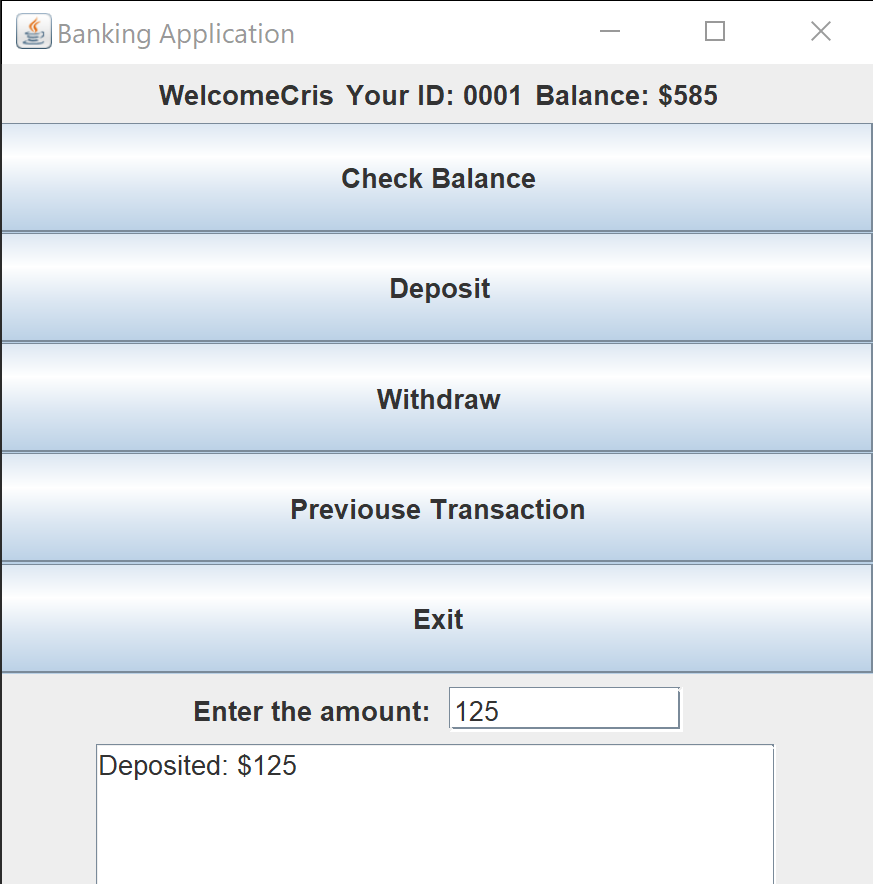 Banking Application
WelcomeCris Your ID: 0001 Balance: $585
Check Balance
Deposit
Withdraw
Previouse Transaction
Exit
Enter the amount: 125
Deposited: $125